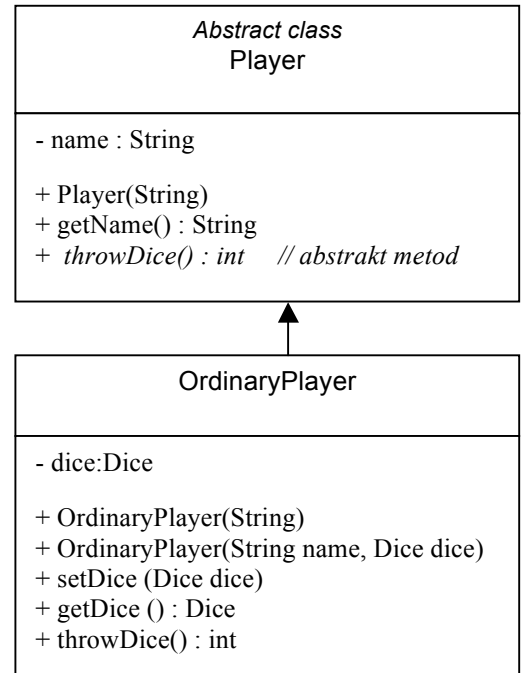 Abstract class
Player
- name : String
+ Player(String)
+ getName() : String
+ throwDice() : int // abstrakt metod
OrdinaryPlayer
- dice:Dice
+ OrdinaryPlayer(String)
+ OrdinaryPlayer(String name, Dice dice)
+ setDice (Dice dice)
+ getDice () : Dice
+ throwDice() : int